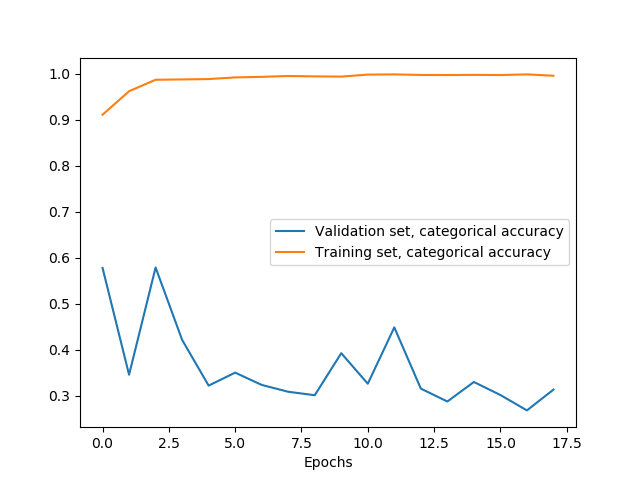 1.0
0.9
0.8
0.7
0.6
0.5
0.4
0.3
Validation set, categorical accuracy
Training set, categorical accuracy
0.0 2.5 5.0 7.5 10.0 12.5 15.0 17.5
Epochs